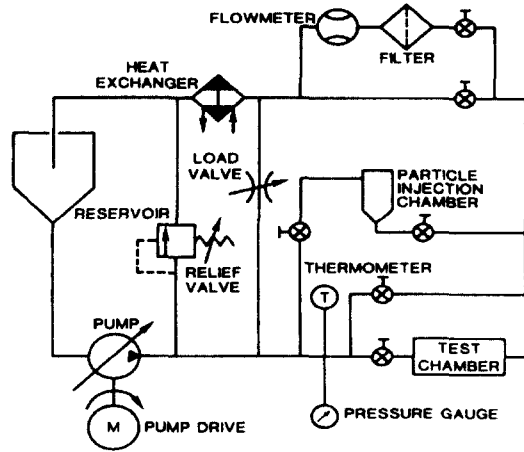 FLOWMETER
FILTER
HEAT
EXCHANGER
LOAD
VALVE
PARTICLE
INJECTION
CHAMBER
RESERVOIR
RELIEF
VALVE
THERMOMETER
T
PUMP
TEST
CHAMBER
M
PUMP DRIVE
PRESSURE GAUGE